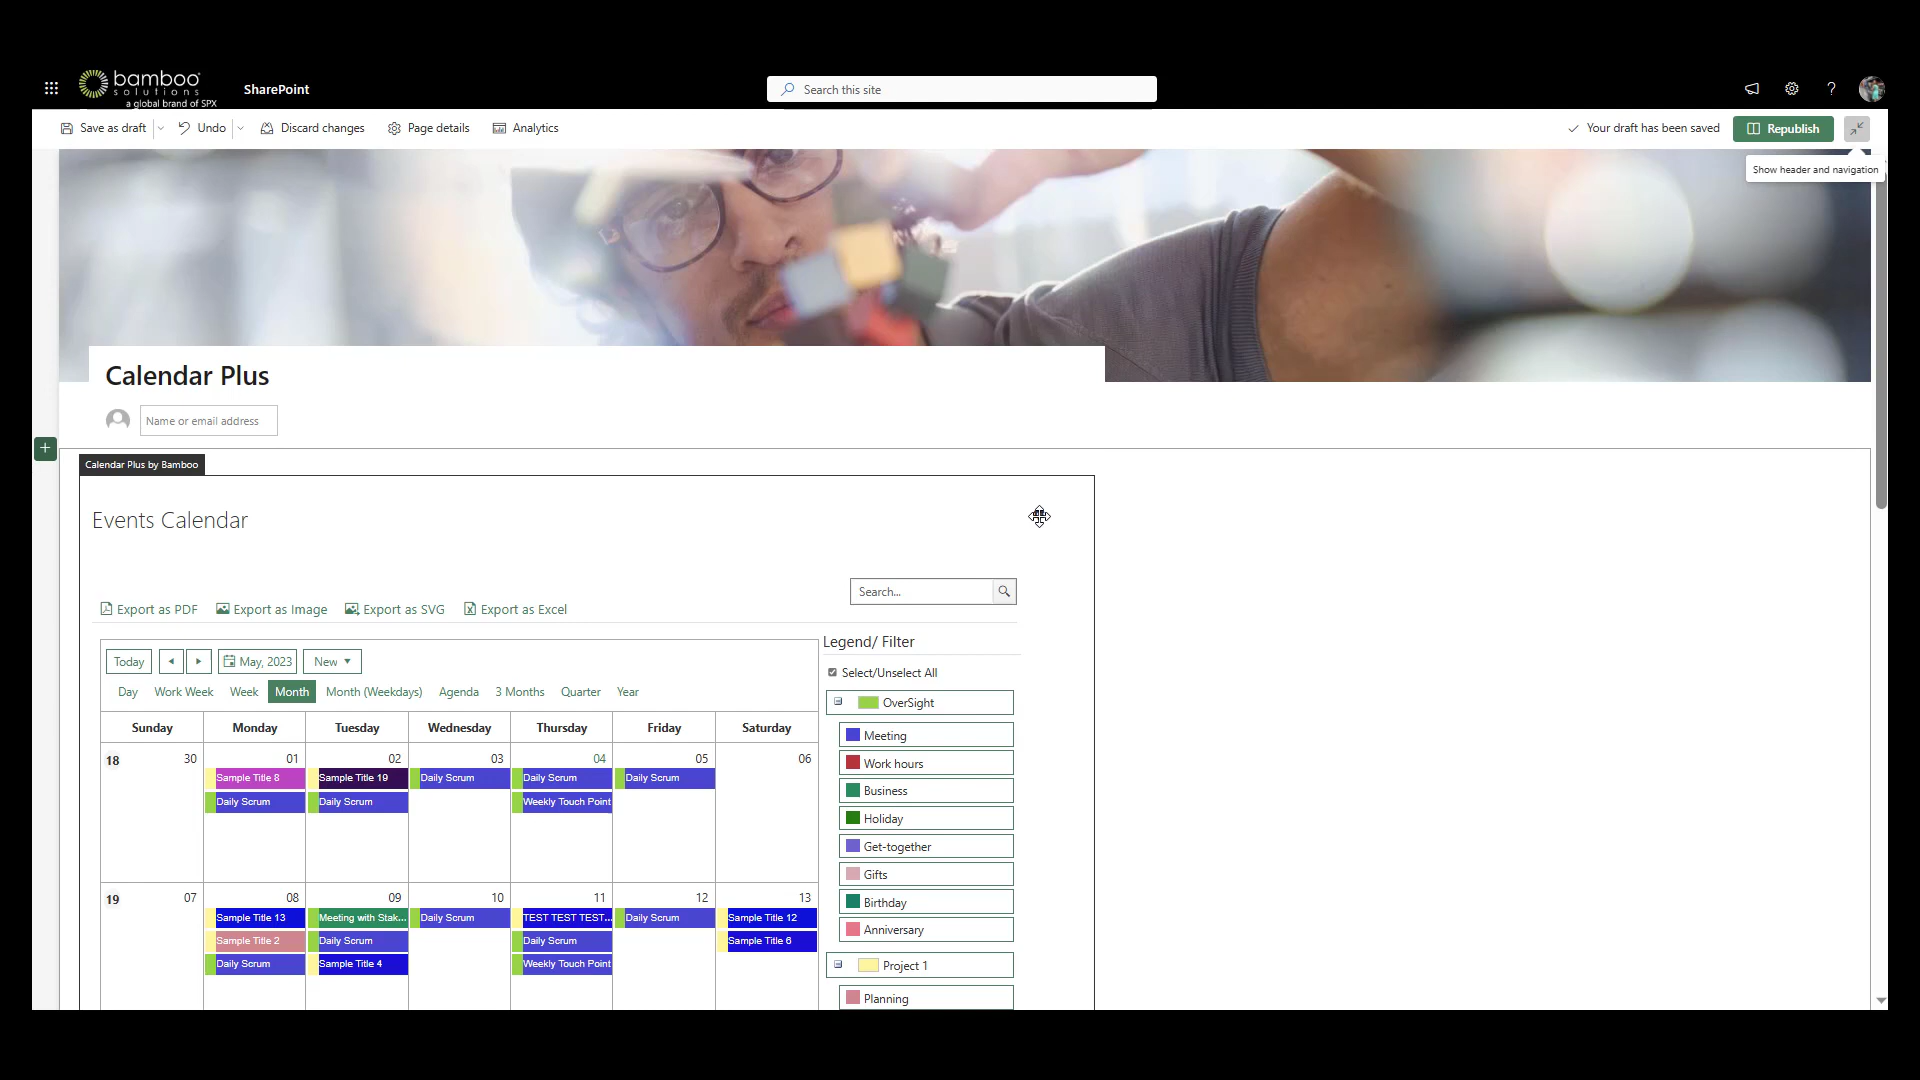 bamboo
solutions
a global brand of SPX
SharePoint
Search this site
?
Save as draft
Undo
Discard changes
Page details
Analytics
Your draft has been saved
Republish
Show header and navigation
Calendar Plus
Name or email address
Calendar Plus by Bamboo
Events Calendar
Search...
Export as PDF
Export as Image
Export as SVG
Export as Excel
Legend/ Filter
Today
May, 2023
New
Select/Unselect All
Day
Work Week
Week
Month
Month (Weekdays)
Agenda
3 Months
Quarter
Year
OverSight
Sunday
Monday
Tuesday
Wednesday
Thursday
Friday
Saturday
Meeting
Work hours
Business
Holiday
Get-together
Gifts
Birthday
Anniversary
Project 1
Planning
18
30
01
02
03
04
05
06
Sample Title 8
Sample Title 19
Daily Scrum
Daily Scrum
Daily Scrum
Daily Scrum
Daily Scrum
Weekly Touch Point
19
07
08
09
10
11
12
13
Sample Title 13
Meeting with Stak...
Daily Scrum
TEST TEST TEST...
Daily Scrum
Sample Title 12
Sample Title 2
Daily Scrum
Daily Scrum
Sample Title 6
Daily Scrum
Sample Title 4
Weekly Touch Point